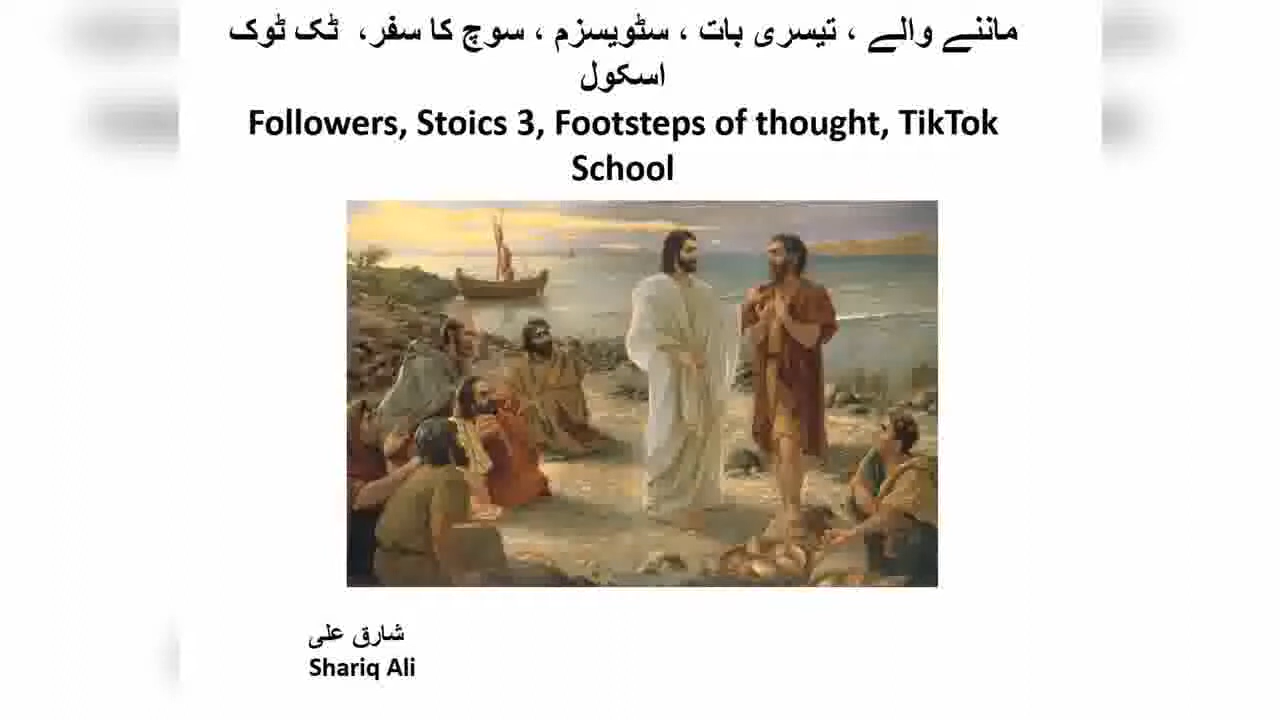 ماننے والے ، تیسری بات ، سٹویسزم ، سوچ کا سفر، ٹک ٹوک
اسکول
Followers, Stoics 3, Footsteps of thought, TikTok
School
شارق علی
Shariq Ali